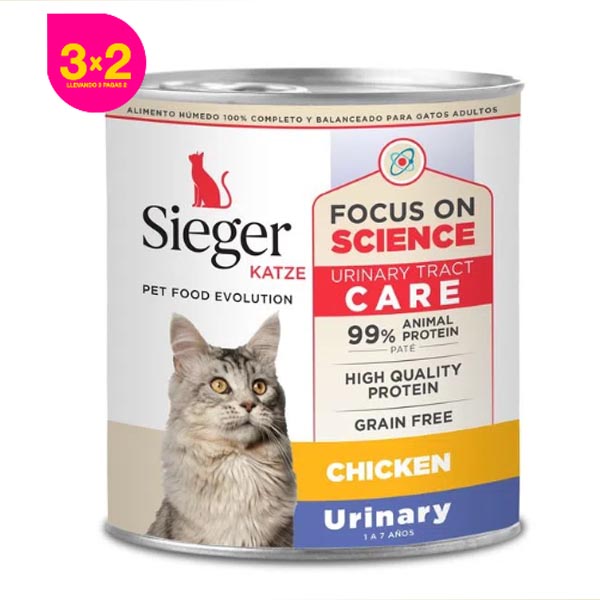 3x2
LLEVANDO 3 PAGAS 2
ALIMENTO HÚMEDO 100% COMPLETO Y BALANCEADO PARA GATOS ADULTOS
Sieger
KATZE
PET FOOD EVOLUTION
FOCUS ON
SCIENCE
URINARY TRACT
CARE
99% ANIMAL PROTEIN
PATÉ
HIGH QUALITY
PROTEIN
GRAIN FREE
CHICKEN
Urinary
1 A 7 AÑOS